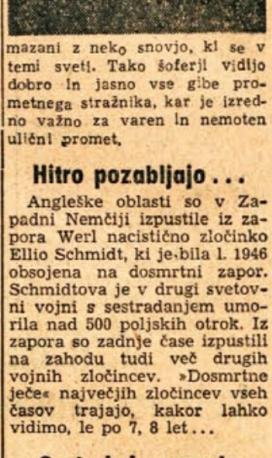 mazani z neko snovjo, ki se v
temi sveti. Tako šoferji vidijo
dobro in jasno vse gibe pro-
metnega stražnika, kar je izred-
no važno za varen in nemoten
ulični promet.
Hitro pozabljajo...
Angleške oblasti so v Za-
padni Nemčiji izpustile iz za-
pora Werl nacistično zločinko
Ellio Schmidt, ki je bila l. 1946
obsojena na dosmrtni zapor.
Schmidtova je v drugi svetov-
ni vojni s sestradanjem umo-
rila nad 500 poljskih otrok. Iz
zapora so zadnje čase izpustili
na zahodu tudi več drugih
vojnih zločincev. »Dosmrtne
ječe« največjih zločincev vseh
časov trajajo, kakor lahko
vidimo, le po 7, 8 let...